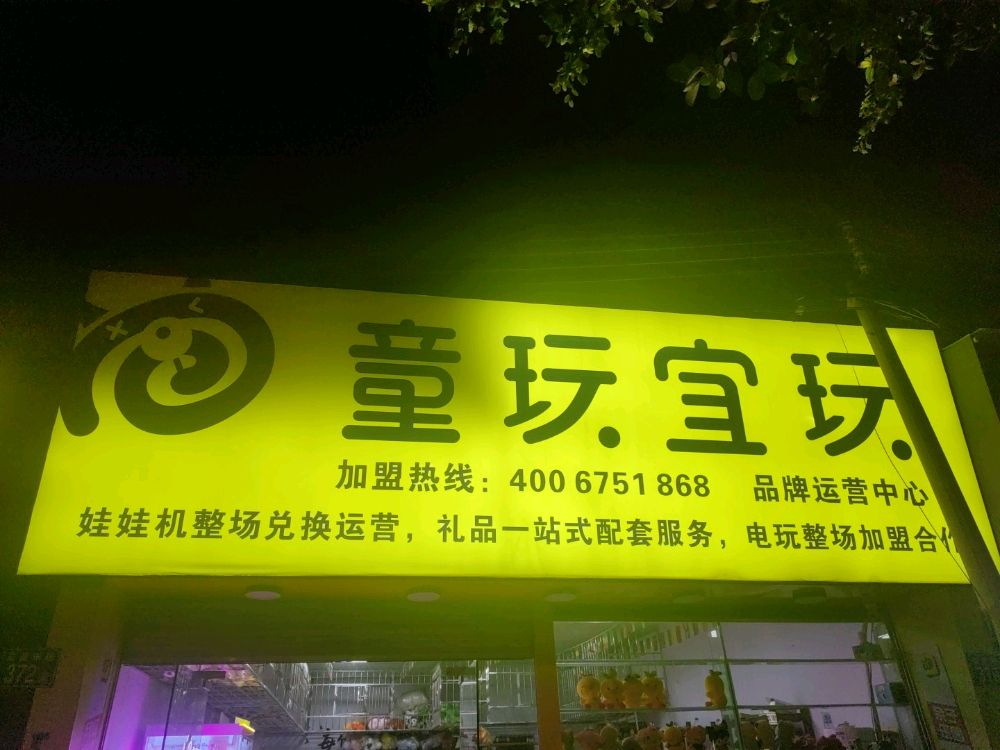 童玩宜玩
加盟热线：400 6751 868 品牌运营中心
娃娃机整场兑换运营，礼品一站式配套服务，电玩整场加盟合作
372